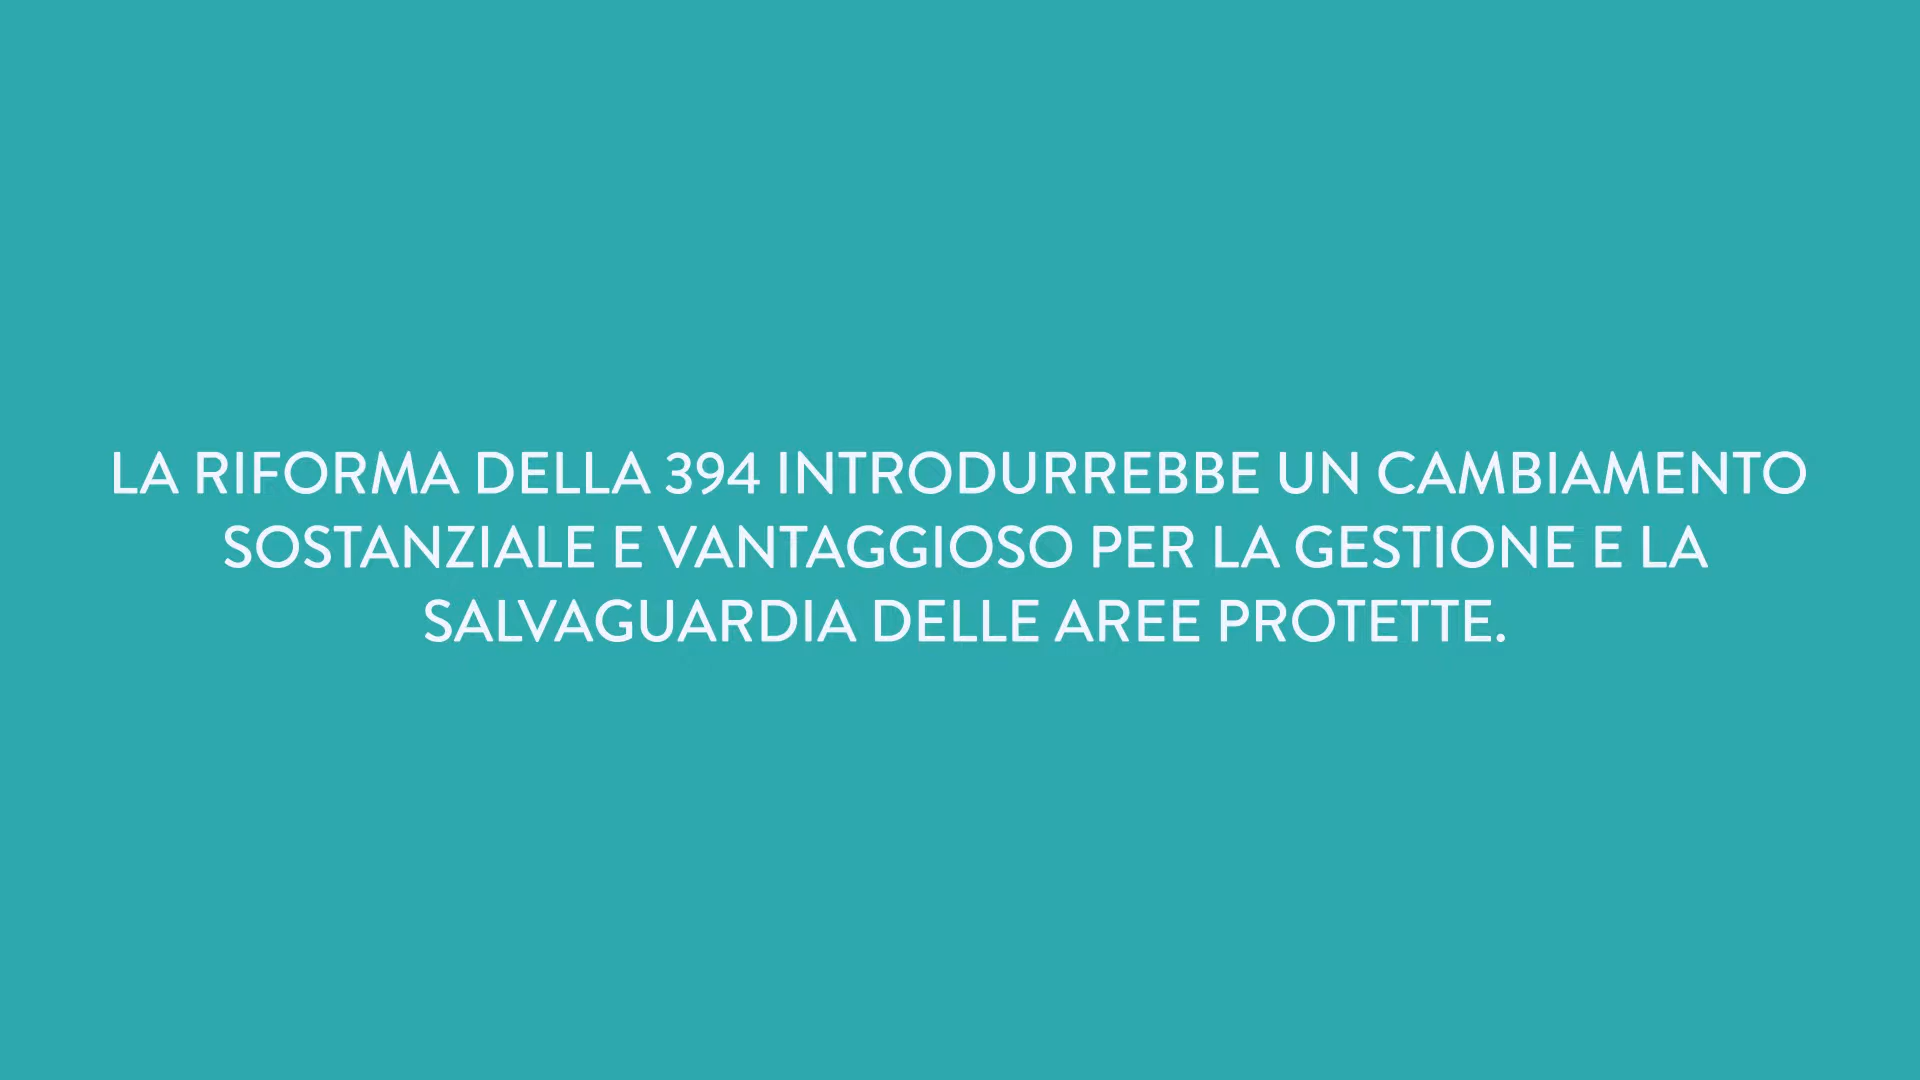 LA RIFORMA DELLA 394 INTRODURREBBE UN CAMBIAMENTO
SOSTANZIALE E VANTAGGIOSO PER LA GESTIONE E LA
SALVAGUARDIA DELLE AREE PROTETTE.